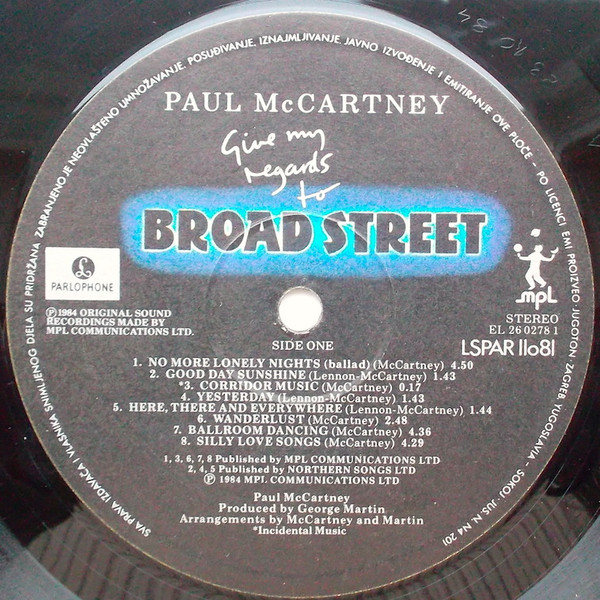 SVA PRAVA IZDAVAČA I VLASNIKA SNIMLJENOG DJELA SU PRIDRŽANA ZABRANJENO JE NEOVLAŠTENO UMNOŽAVANJE, POSUĐIVANJE, IZNAJMLJIVANJE, JAVNO IZVOĐENJE I EMITIRANJE OVE PLOČE - PO LICENCI EMI PROIZVEO: JUGOTON ZAGREB, YUGOSLAVIA - SOKOJ · JUS. N. N4 201
PAUL McCARTNEY
Give my
regards
to
BROAD STREET
L
PARLOPHONE
mpL
℗1984 ORIGINAL SOUND
RECORDINGS MADE BY
MPL COMMUNICATIONS LTD.
STEREO
EL 26 0278 1
LSPAR 11081
SIDE ONE
1. NO MORE LONELY NIGHTS (ballad) (McCartney) 4.50
2. GOOD DAY SUNSHINE (Lennon-McCartney) 1.43
*3. CORRIDOR MUSIC (McCartney) 0.17
4. YESTERDAY (Lennon-McCartney) 1.43
5. HERE, THERE AND EVERYWHERE (Lennon-McCartney) 1.44
6. WANDERLUST (McCartney) 2.48
7. BALLROOM DANCING (McCartney) 4.36
8. SILLY LOVE SONGS (McCartney) 4.29
1, 3, 6, 7, 8 Published by MPL COMMUNICATIONS LTD
2, 4, 5 Published by NORTHERN SONGS LTD
℗ 1984 MPL COMMUNICATIONS LTD
Paul McCartney
Produced by George Martin
Arrangements by McCartney and Martin
*Incidental Music